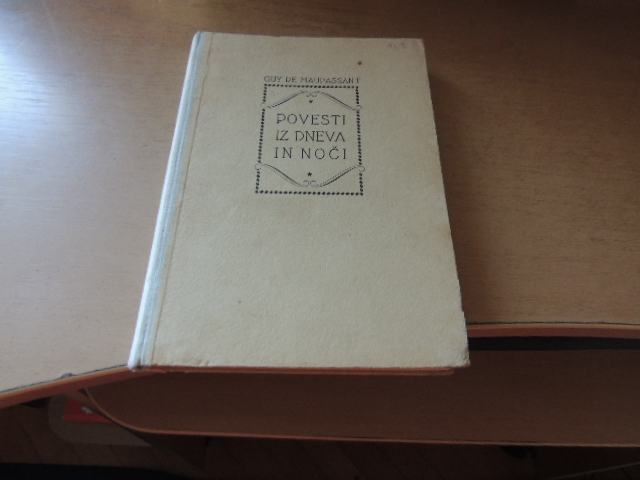 GUY DE MAUPASSANT
POVESTI
IZ DNEVA
IN NOČI